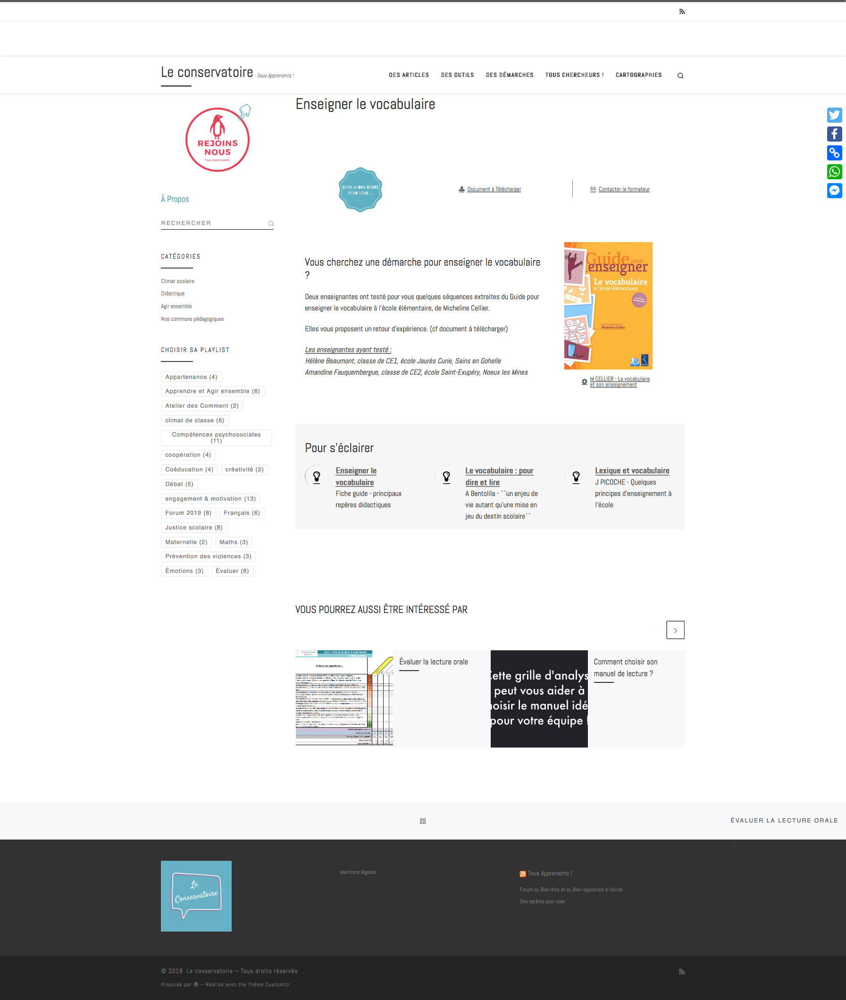 Le conservatoire
Tous Apprenants !
DES ARTICLES
DES OUTILS
DES DÉMARCHES
TOUS CHERCHEURS !
CARTOGRAPHIES
REJOINS
NOUS
Tous Apprenants !
À Propos
RECHERCHER
CATÉGORIES
Climat scolaire
Didactique
Agir ensemble
Nos communs pédagogiques
CHOISIR SA PLAYLIST
Appartenance (4)
Apprendre et Agir ensemble (6)
Atelier des Comment (2)
climat de classe (6)
Compétences psychosociales
(11)
coopération (4)
Coéducation (4) créativité (2)
Débat (5)
engagement & motivation (13)
Forum 2019 (8) Français (6)
Justice scolaire (8)
Maternelle (2) Maths (3)
Prévention des violences (3)
Émotions (3) Évaluer (6)
Enseigner le vocabulaire
NOUS AVONS TESTÉ
POUR VOUS ...
Document à Télécharger
Contacter le formateur
Vous cherchez une démarche pour enseigner le vocabulaire
?
Deux enseignantes ont testé pour vous quelques séquences extraites du Guide pour
enseigner le vocabulaire à l'école élémentaire, de Micheline Cellier.
Elles vous proposent un retour d'expérience. (cf document à télécharger)
Les enseignantes ayant testé :
Hélène Beaumont, classe de CE1, école Jaurès Curie, Sains en Gohelle
Amandine Fauquembergue, classe de CE2, école Saint-Exupéry, Noeux les Mines
Guide pour
enseigner
Le vocabulaire
à l'école élémentaire
Micheline Cellier
RETZ
M CELLIER - Le vocabulaire
et son enseignement
Pour s'éclairer
Enseigner le
vocabulaire
Fiche guide - principaux
repères didactiques
Le vocabulaire : pour
dire et lire
A Bentolila - ``un enjeu de
vie autant qu'une mise en
jeu du destin scolaire``
Lexique et vocabulaire
J PICOCHE - Quelques
principes d'enseignement à
l'école
VOUS POURREZ AUSSI ÊTRE INTÉRESSÉ PAR
Lire : vers la lecture à voix haute
L'élève est capable de ...
Évaluer la lecture orale
Cette grille d'analys
peut vous aider à
hoisir le manuel idé
pour votre équipe !
Comment choisir son
manuel de lecture ?
ÉVALUER LA LECTURE ORALE
→
Le
Conservatoire
Mentions légales
Tous Apprenants !
Forum du Bien-être et du Bien-apprendre à l'école
Des repères pour oser
© 2019 Le conservatoire – Tous droits réservés
Propulsé par – Réalisé avec the Thème Customizr